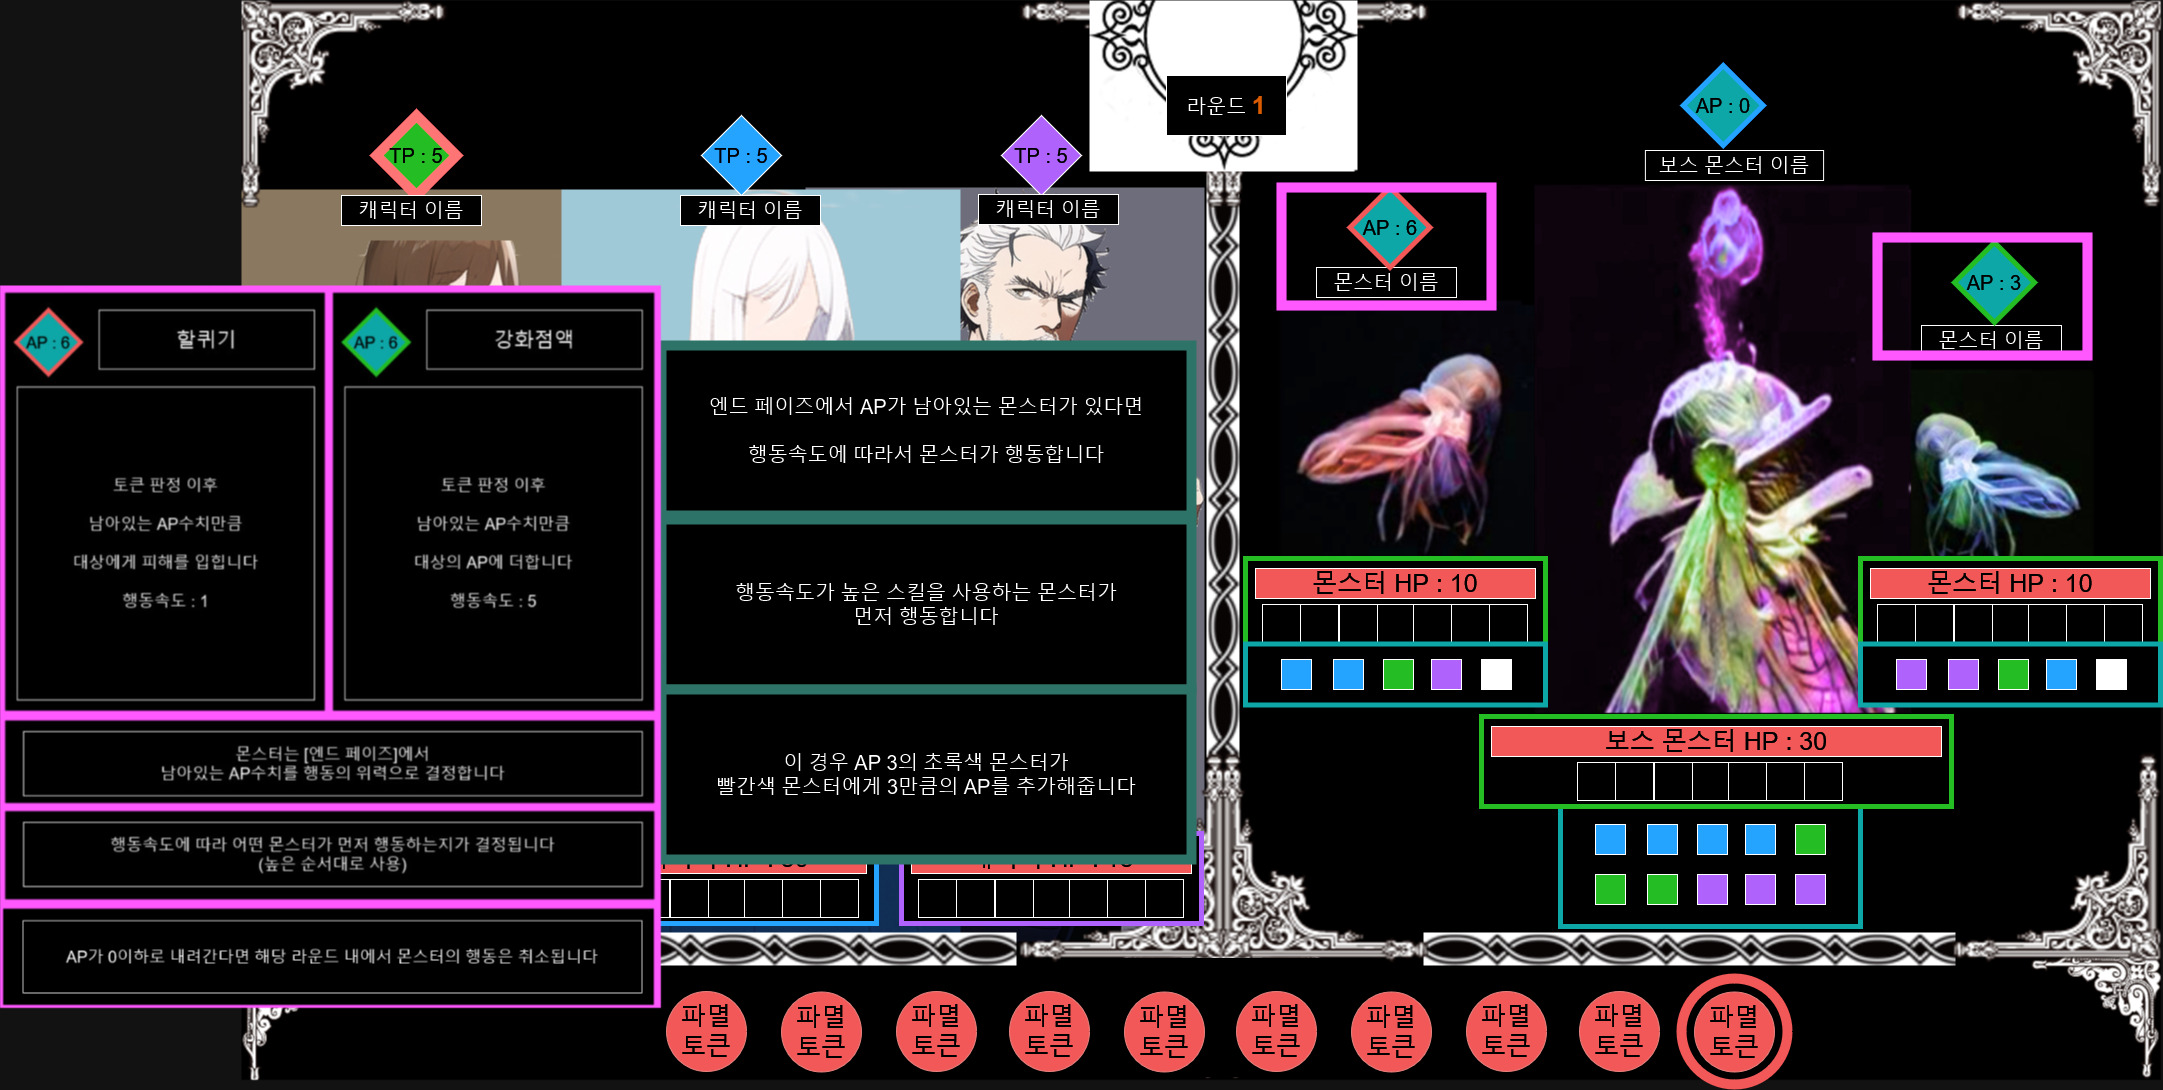 라운드 1
TP : 5
캐릭터 이름
TP : 5
캐릭터 이름
TP : 5
캐릭터 이름
AP : 6
몬스터 이름
AP : 0
보스 몬스터 이름
AP : 3
몬스터 이름
AP : 6
할퀴기
토큰 판정 이후
남아있는 AP수치만큼
대상에게 피해를 입힙니다
행동속도 : 1
AP : 6
강화점액
토큰 판정 이후
남아있는 AP수치만큼
대상의 AP에 더합니다
행동속도 : 5
몬스터는 [엔드 페이즈]에서
남아있는 AP수치를 행동의 위력으로 결정합니다
행동속도에 따라 어떤 몬스터가 먼저 행동하는지가 결정됩니다
(높은 순서대로 사용)
AP가 0이하로 내려간다면 해당 라운드 내에서 몬스터의 행동은 취소됩니다
엔드 페이즈에서 AP가 남아있는 몬스터가 있다면
행동속도에 따라서 몬스터가 행동합니다
행동속도가 높은 스킬을 사용하는 몬스터가
먼저 행동합니다
이 경우 AP 3의 초록색 몬스터가
빨간색 몬스터에게 3만큼의 AP를 추가해줍니다
몬스터 HP : 10
몬스터 HP : 10
보스 몬스터 HP : 30
파멸
토큰
파멸
토큰
파멸
토큰
파멸
토큰
파멸
토큰
파멸
토큰
파멸
토큰
파멸
토큰
파멸
토큰
파멸
토큰